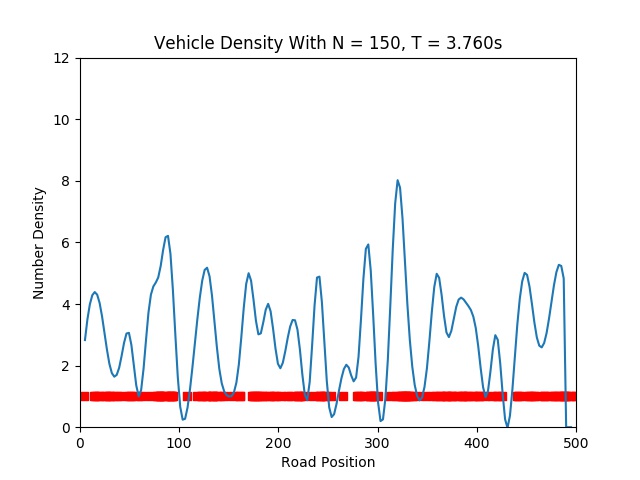 Vehicle Density With N = 150, T = 3.760s
12
10
8
6
4
2
0
Number Density
0 100 200 300 400 500
Road Position